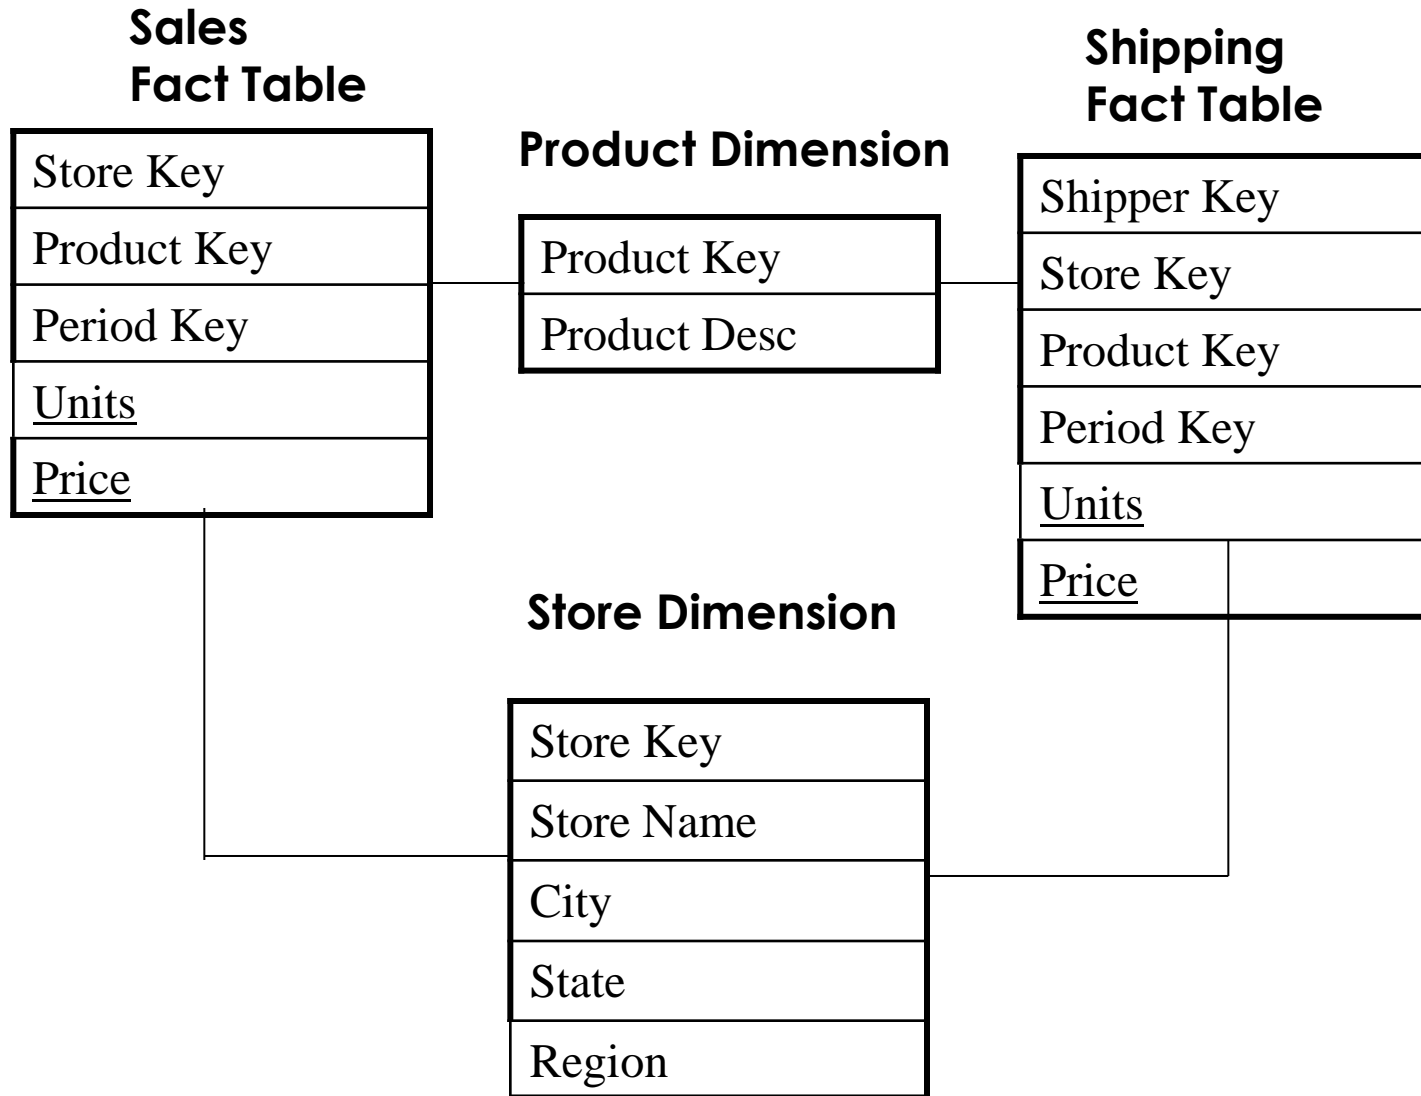 Sales
Fact Table
Store Key
Product Key
Period Key
Units
Price
Product Dimension
Product Key
Product Desc
Shipping
Fact Table
Shipper Key
Store Key
Product Key
Period Key
Units
Price
Store Dimension
Store Key
Store Name
City
State
Region